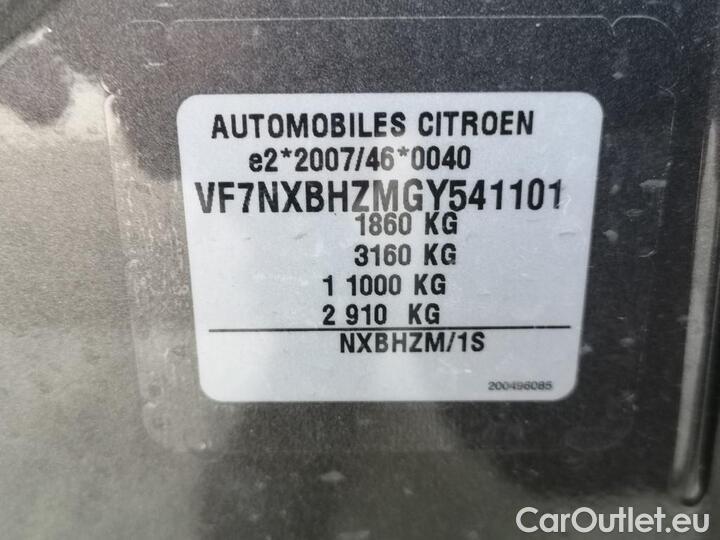 AUTOMOBILES CITROEN
e2*2007/46*0040
VF7NXBHZMGY541101
1860 KG
3160 KG
1 1000 KG
2 910 KG
NXBHZM/1S
200496085
CarOutlet.eu